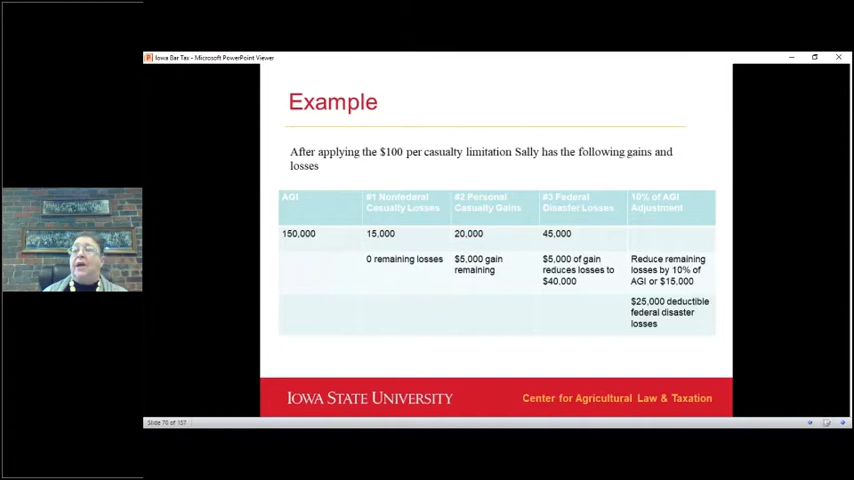 Iowa Bar Tax - Microsoft PowerPoint Viewer
Example
After applying the $100 per casualty limitation Sally has the following gains and
losses
AGI
#1 Nonfederal
Casualty Losses
#2 Personal
Casualty Gains
#3 Federal
Disaster Losses
10% of AGI
Adjustment
150,000
15,000
20,000
45,000
0 remaining losses
$5,000 gain
remaining
$5,000 of gain
reduces losses to
$40,000
Reduce remaining
losses by 10% of
AGI or $15,000
$25,000 deductible
federal disaster
losses
IOWA STATE UNIVERSITY
Center for Agricultural Law & Taxation
Slide 70 of 157